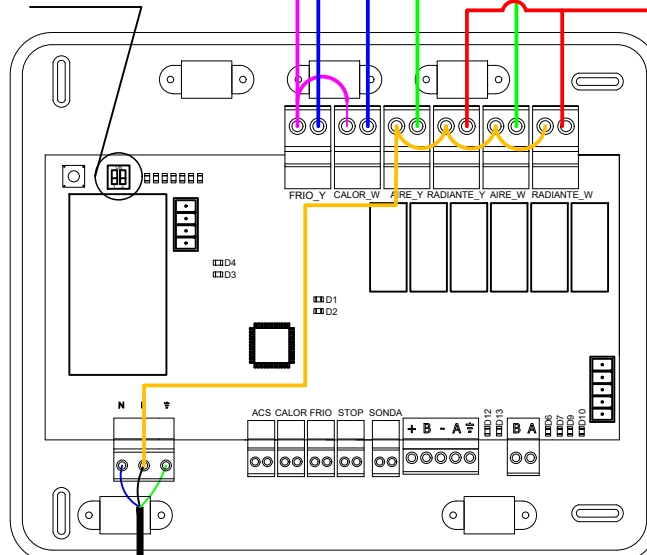 FRIO_Y CALOR_W AIRE_Y RADIANTE_Y AIRE_W RADIANTE_W
D4
D3
D1
D2
N
ACS CALOR FRIO STOP SONDA
+ B - A
D12
D13
B A
D6
D7
D9
D10